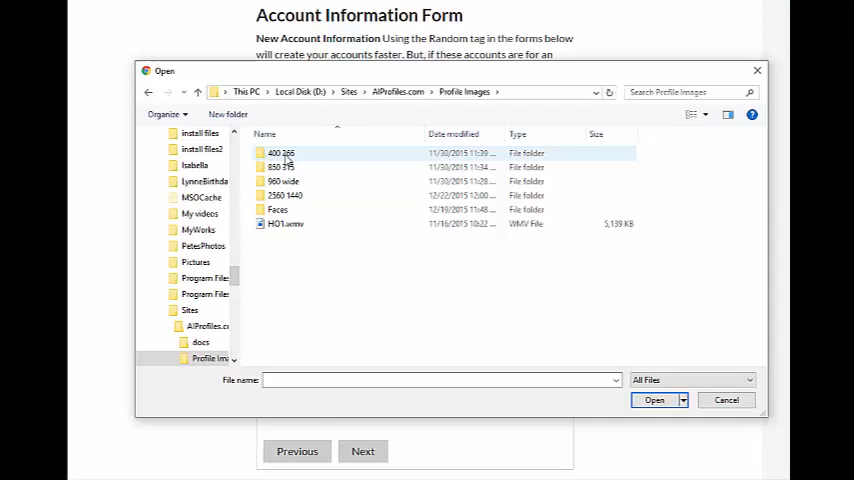 Account Information Form
New Account Information Using the Random tag in the forms below
will create your accounts faster. But, if these accounts are for an
Open
This PC > Local Disk (D:) > Sites > AIProfiles.com > Profile Images >
Search Profile Images
Organize
New folder
Name
Date modified
Type
Size
install files
install files2
Isabella
LynneBirthda
MSOCache
My videos
MyWorks
PetesPhotos
Pictures
Program Files
Program Files
Sites
AIProfiles.co
docs
Profile Ima
400 266 11/30/2015 11:39 ... File folder
850 315 11/30/2015 11:34 ... File folder
960 wide 11/30/2015 11:28 ... File folder
2560 1440 12/22/2015 12:00 ... File folder
Faces 12/19/2015 11:48 ... File folder
HO1.wmv 11/16/2015 10:22 ... WMV File 5,139 KB
File name:
All Files
Open
Cancel
Previous
Next